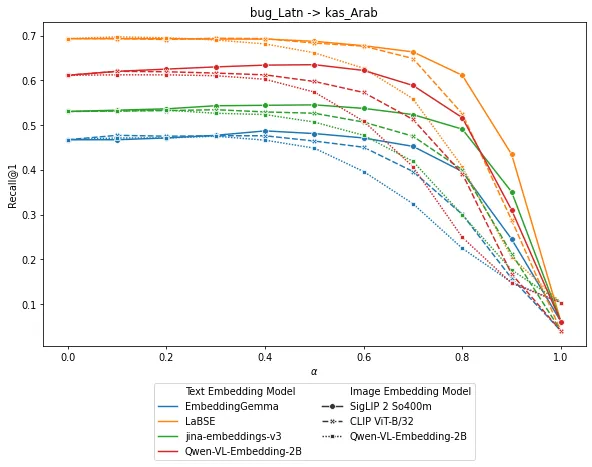 bug_Latn -> kas_Arab
Recall@1
0.7
0.6
0.5
0.4
0.3
0.2
0.1
0.0
0.2
0.4
0.6
0.8
1.0
α
Text Embedding Model
EmbeddingGemma
LaBSE
jina-embeddings-v3
Qwen-VL-Embedding-2B
Image Embedding Model
SigLIP 2 So400m
CLIP ViT-B/32
Qwen-VL-Embedding-2B